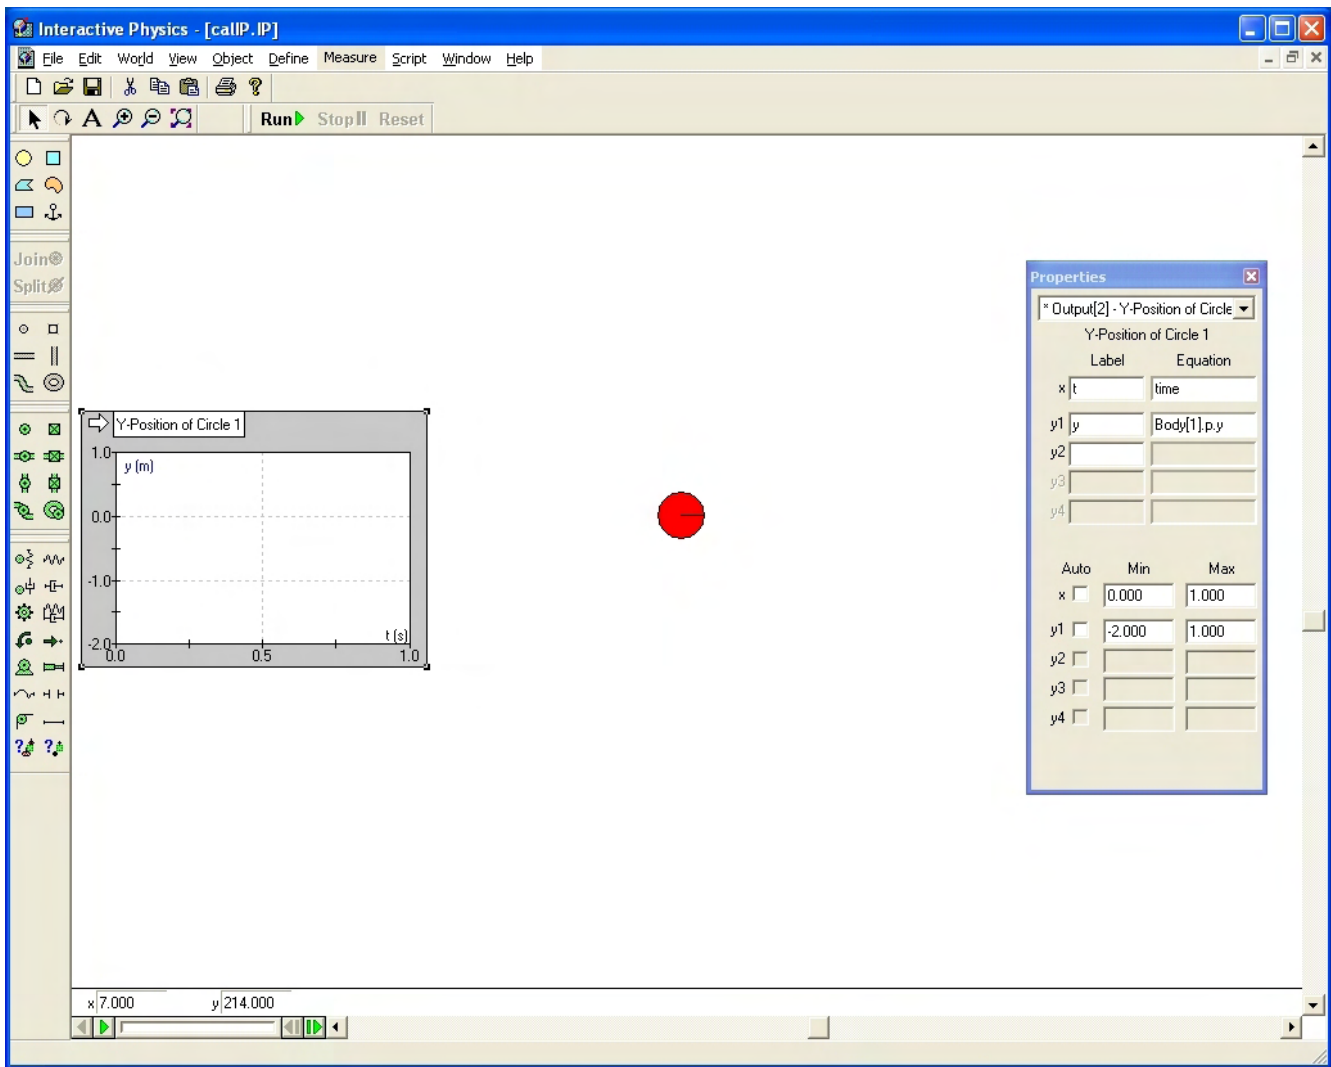 Interactive Physics - [calIP.IP]
File Edit World View Object Define Measure Script Window Help
A Run Stop Reset
Join
Split
Properties
* Output[2] - Y-Position of Circle
Y-Position of Circle 1
Label Equation
x t time
y1 y Body[1].p.y
y2
y3
y4
Auto Min Max
x 0.000 1.000
y1 -2.000 1.000
y2
y3
y4
Y-Position of Circle 1
1.0
y (m)
0.0
-1.0
t (s)
-2.0
0.0 0.5 1.0
x 7.000 y 214.000